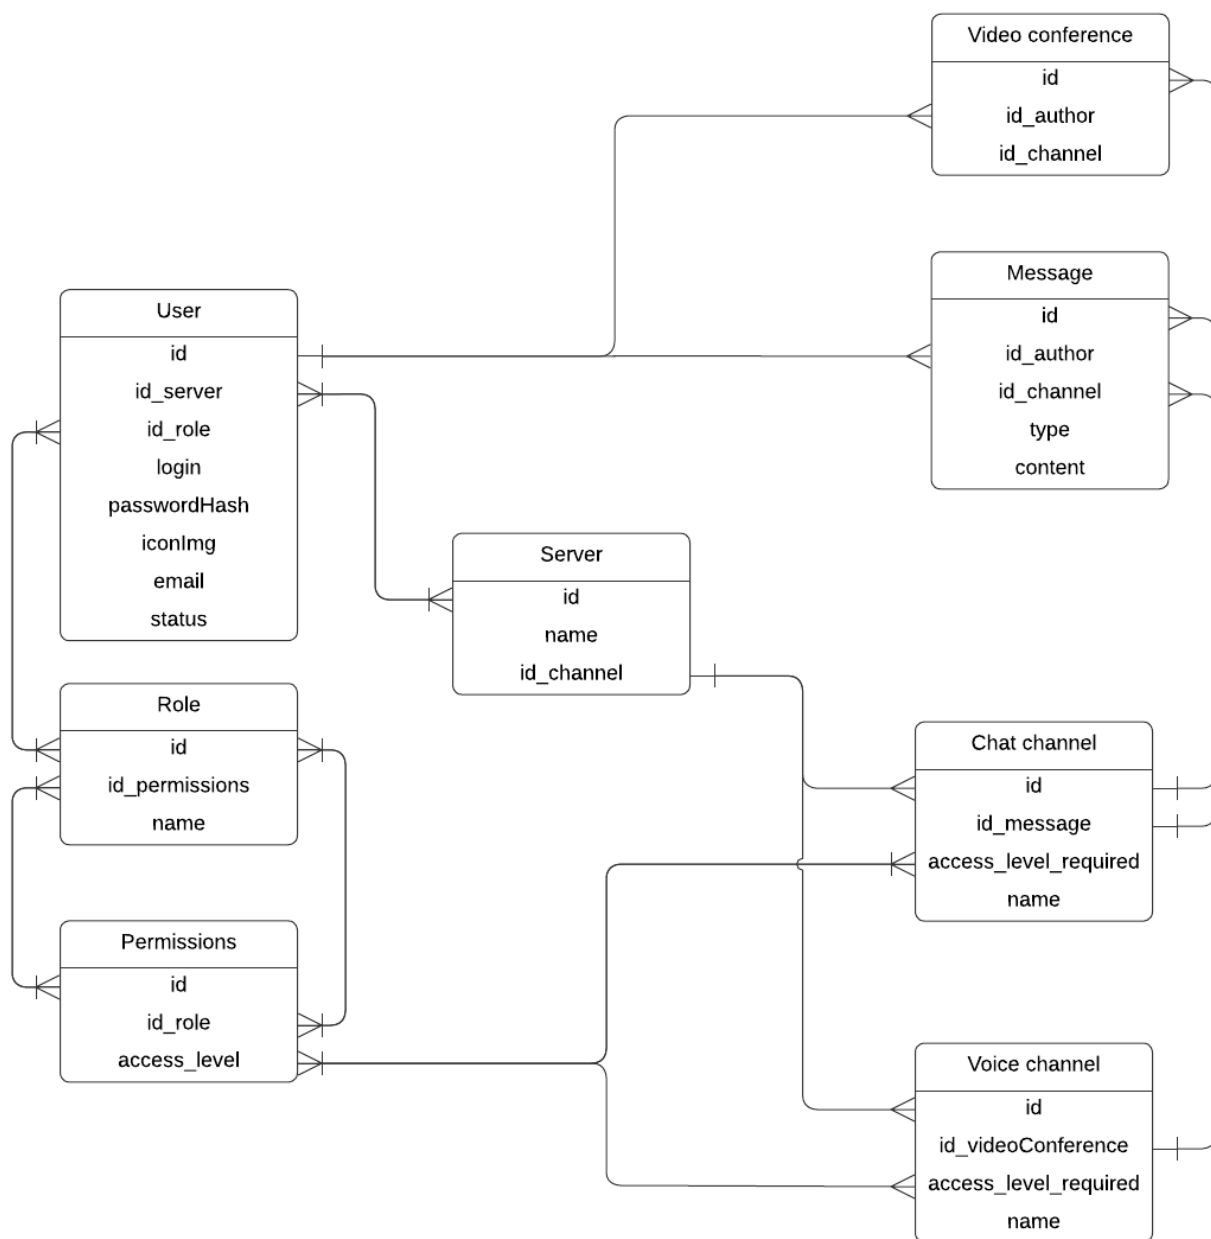 Video conference
id
id_author
id_channel
Message
id
id_author
id_channel
type
content
User
id
id_server
id_role
login
passwordHash
iconImg
email
status
Server
id
name
id_channel
Role
id
id_permissions
name
Chat channel
id
id_message
access_level_required
name
Permissions
id
id_role
access_level
Voice channel
id
id_videoConference
access_level_required
name